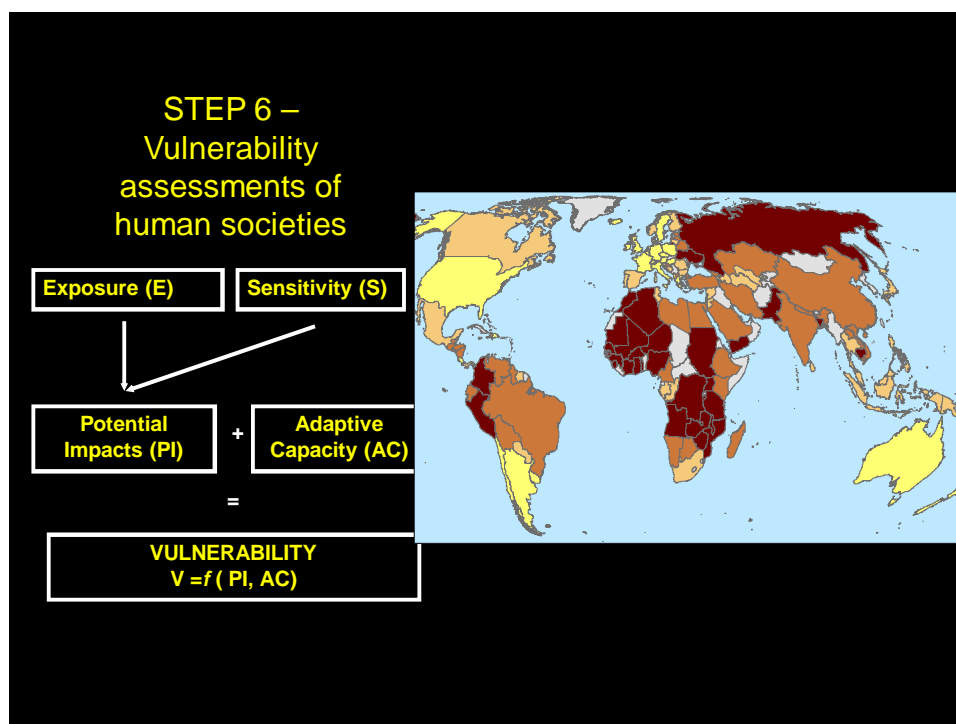 STEP 6 –
Vulnerability
assessments of
human societies
Exposure (E)
Sensitivity (S)
Potential
Impacts (PI)
+
Adaptive
Capacity (AC)
=
VULNERABILITY
V =f ( PI, AC)